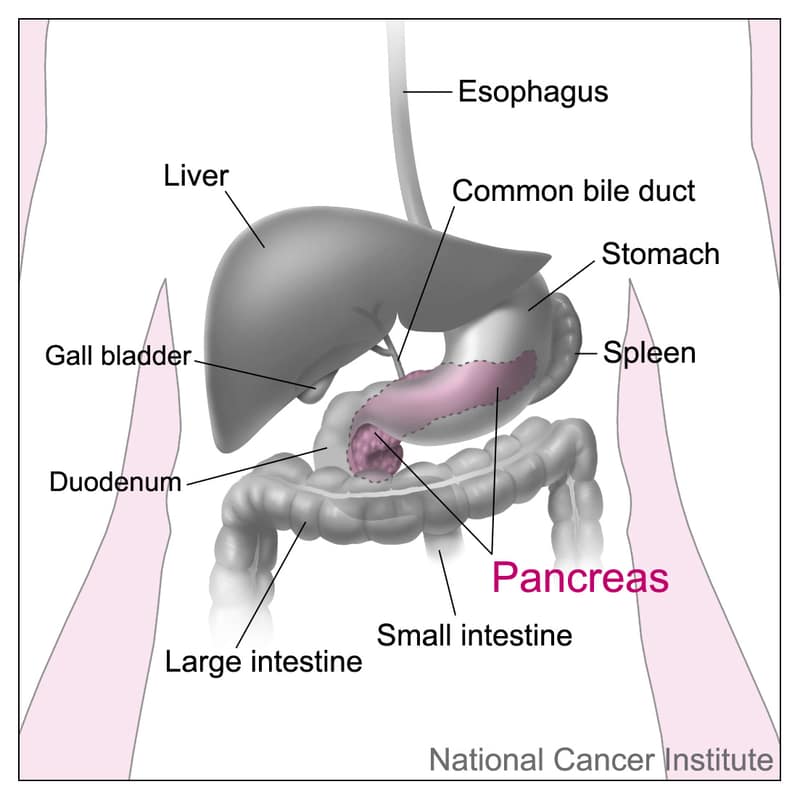 Esophagus
Liver
Common bile duct
Stomach
Gall bladder
Spleen
Duodenum
Pancreas
Small intestine
Large intestine
National Cancer Institute